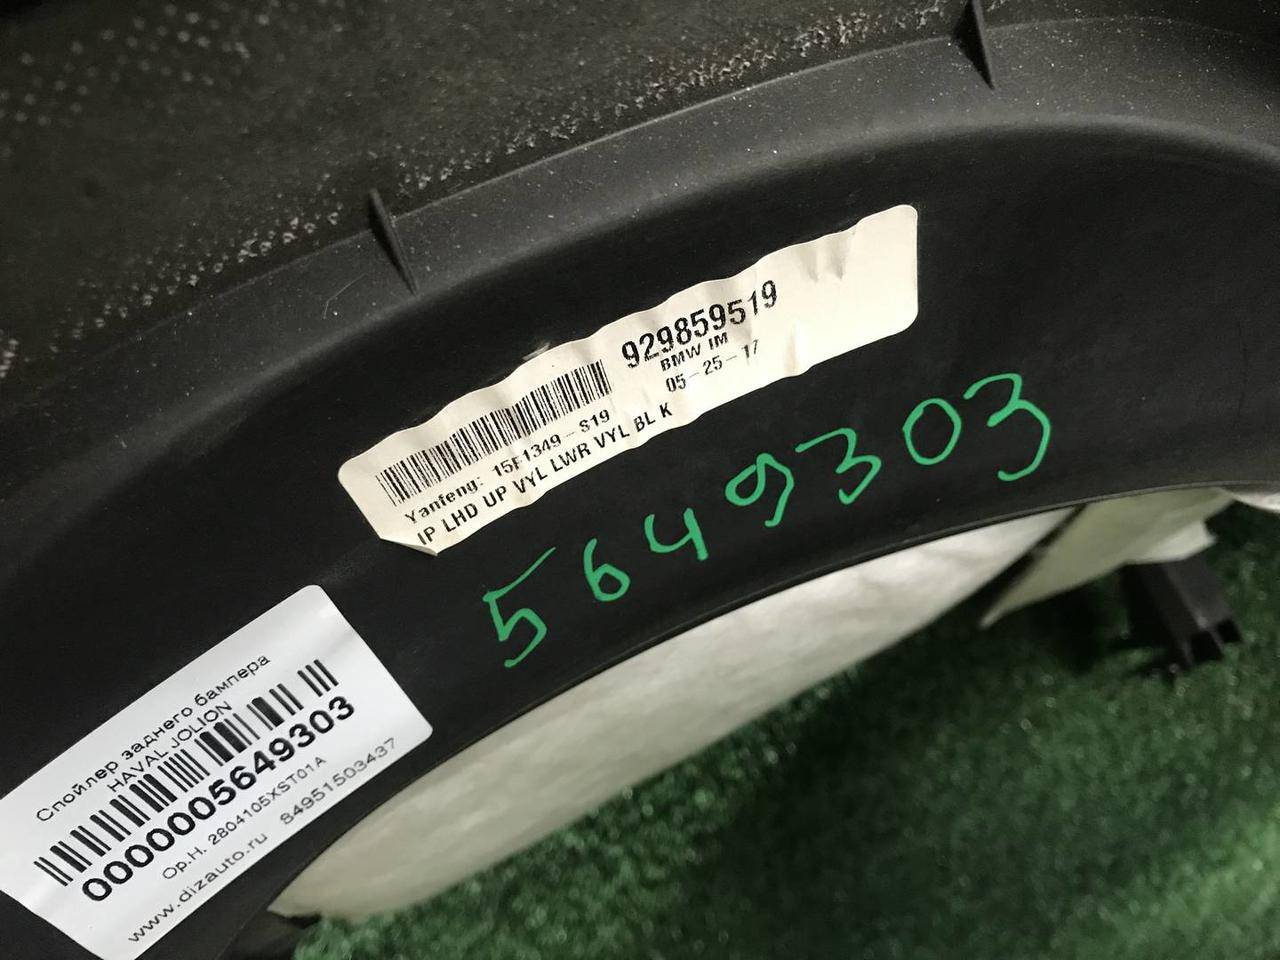 929859519
BMW IM
05-25-17
Yanfeng: 15F1349-S19
IP LHD UP VYL LWR VYL BL K
5649303
Спойлер заднего бампера
HAVAL JOLION
0000005649303
Ор.Н. 2804105XST01A
www.dizauto.ru 84951503437